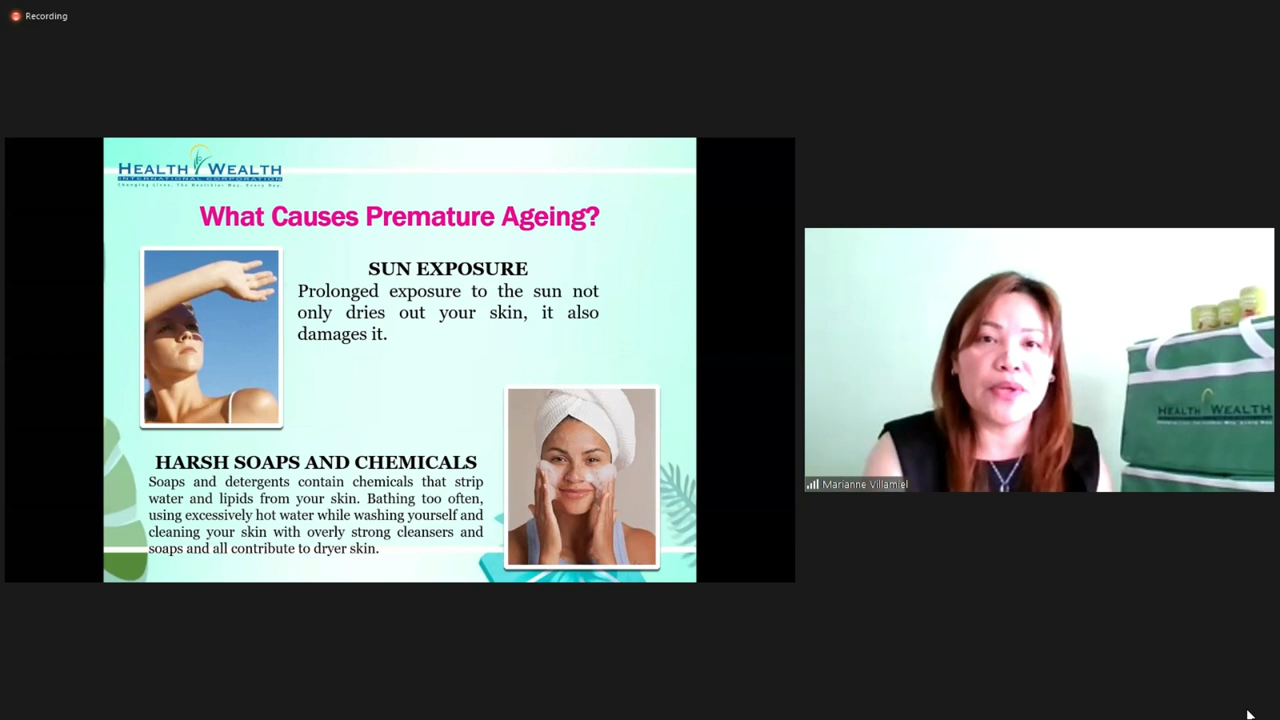 Recording
HEALTH WEALTH
INTERNATIONAL CORPORATION
Changing Lives. The Healthier Way. Every Day.
What Causes Premature Ageing?
SUN EXPOSURE
Prolonged exposure to the sun not
only dries out your skin, it also
damages it.
HARSH SOAPS AND CHEMICALS
Soaps and detergents contain chemicals that strip
water and lipids from your skin. Bathing too often,
using excessively hot water while washing yourself and
cleaning your skin with overly strong cleansers and
soaps and all contribute to dryer skin.
HEALTH WEALTH
Marianne Villamiel